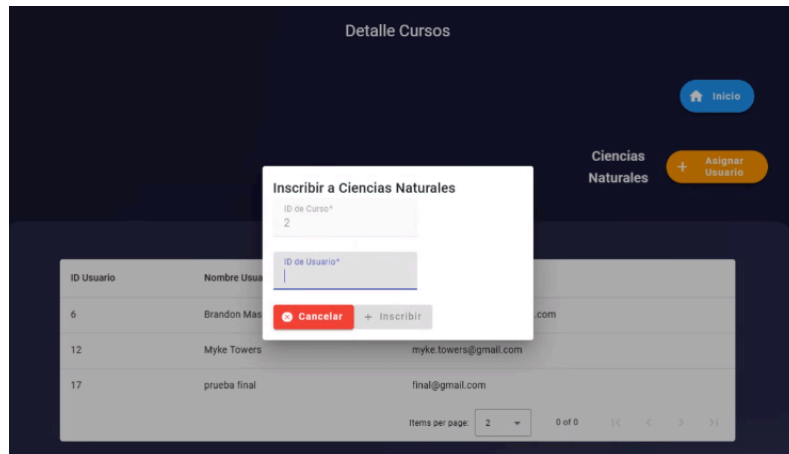 Detalle Cursos
Inicio
Ciencias
Naturales
Asignar
Usuario
Inscribir a Ciencias Naturales
ID de Curso*
2
ID de Usuario*
Cancelar
+ Inscribir
ID Usuario Nombre Usua
6 Brandon Mas .com
12 Myke Towers myke.towers@gmail.com
17 prueba final final@gmail.com
Items per page: 2 0 of 0